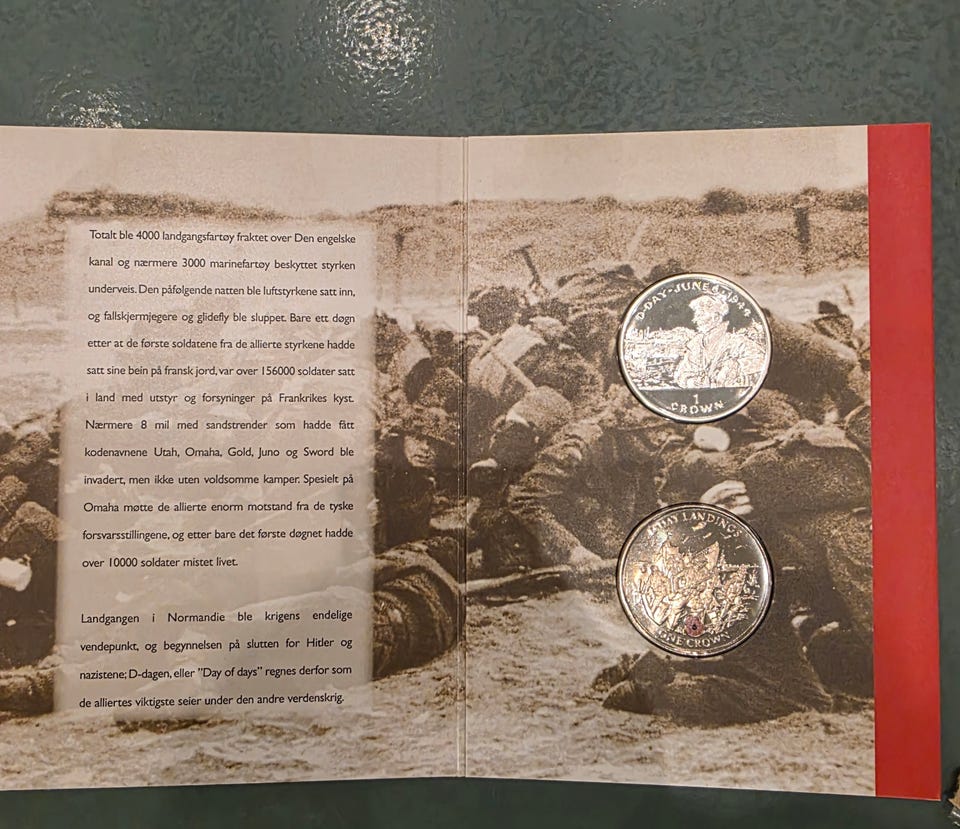 Totalt ble 4000 landgangsfartøy fraktet over Den engelske
kanal og nærmere 3000 marinefartøy beskyttet styrken
underveis. Den påfølgende natten ble luftstyrkene satt inn,
og fallskjermjegere og glidefly ble sluppet. Bare ett døgn
etter at de første soldatene fra de allierte styrkene hadde
satt sine bein på fransk jord, var over 156000 soldater satt
i land med utstyr og forsyninger på Frankrikes kyst.
Nærmere 8 mil med sandstrender som hadde fått
kodenavnene Utah, Omaha, Gold, Juno og Sword ble
invadert, men ikke uten voldsomme kamper. Spesielt på
Omaha møtte de allierte enorm motstand fra de tyske
forsvarsstillingene, og etter bare det første døgnet hadde
over 10000 soldater mistet livet.
Landgangen i Normandie ble krigens endelige
vendepunkt, og begynnelsen på slutten for Hitler og
nazistene; D-dagen, eller "Day of days" regnes derfor som
de alliertes viktigste seier under den andre verdenskrig.
D-DAY-JUNE 6 1944
1
CROWN
D-DAY LANDINGS
ONE CROWN